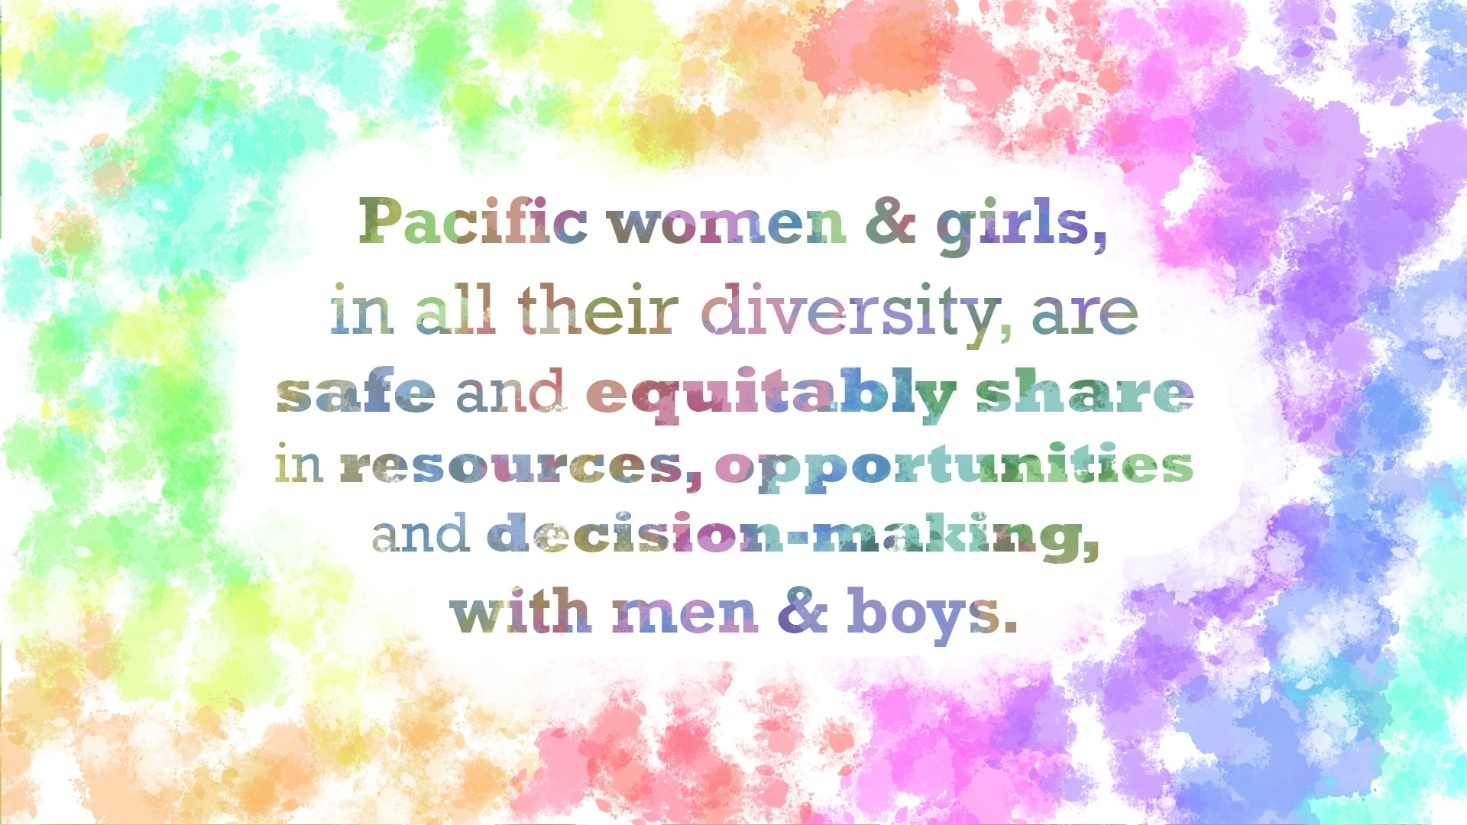 Pacific women & girls,
in all their diversity, are
safe and equitably share
in resources, opportunities
and decision-making,
with men & boys.